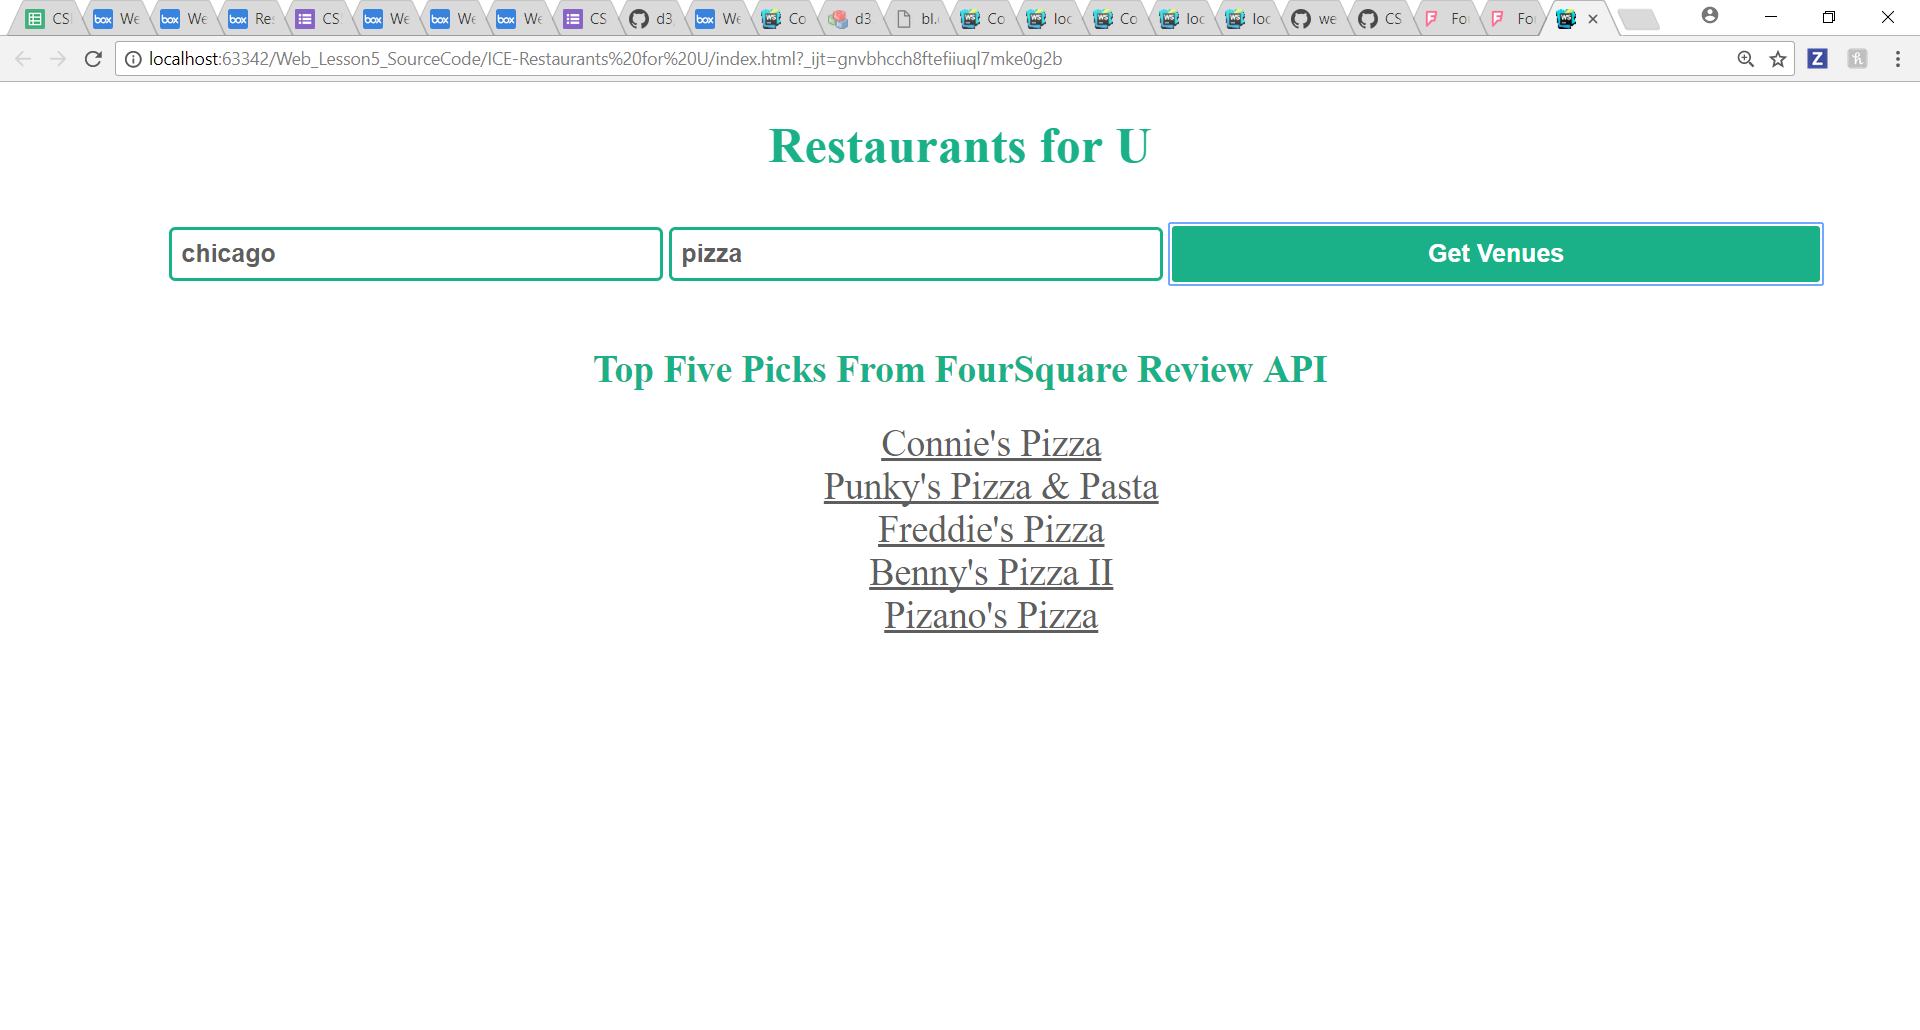 CS We We Res CS We We We CS d3 We Co d3 bl. Co loc Co loc loc we CS Fo Fo
localhost:63342/Web_Lesson5_SourceCode/ICE-Restaurants%20for%20U/index.html?_ijt=gnvbhcch8ftefiiuql7mke0g2b
Restaurants for U
chicago pizza Get Venues
Top Five Picks From FourSquare Review API
Connie's Pizza
Punky's Pizza & Pasta
Freddie's Pizza
Benny's Pizza II
Pizano's Pizza